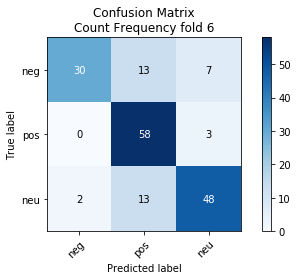 Confusion Matrix
Count Frequency fold 6
True label
neg 30 13 7
pos 0 58 3
neu 2 13 48
neg pos neu
Predicted label
50
40
30
20
10
0